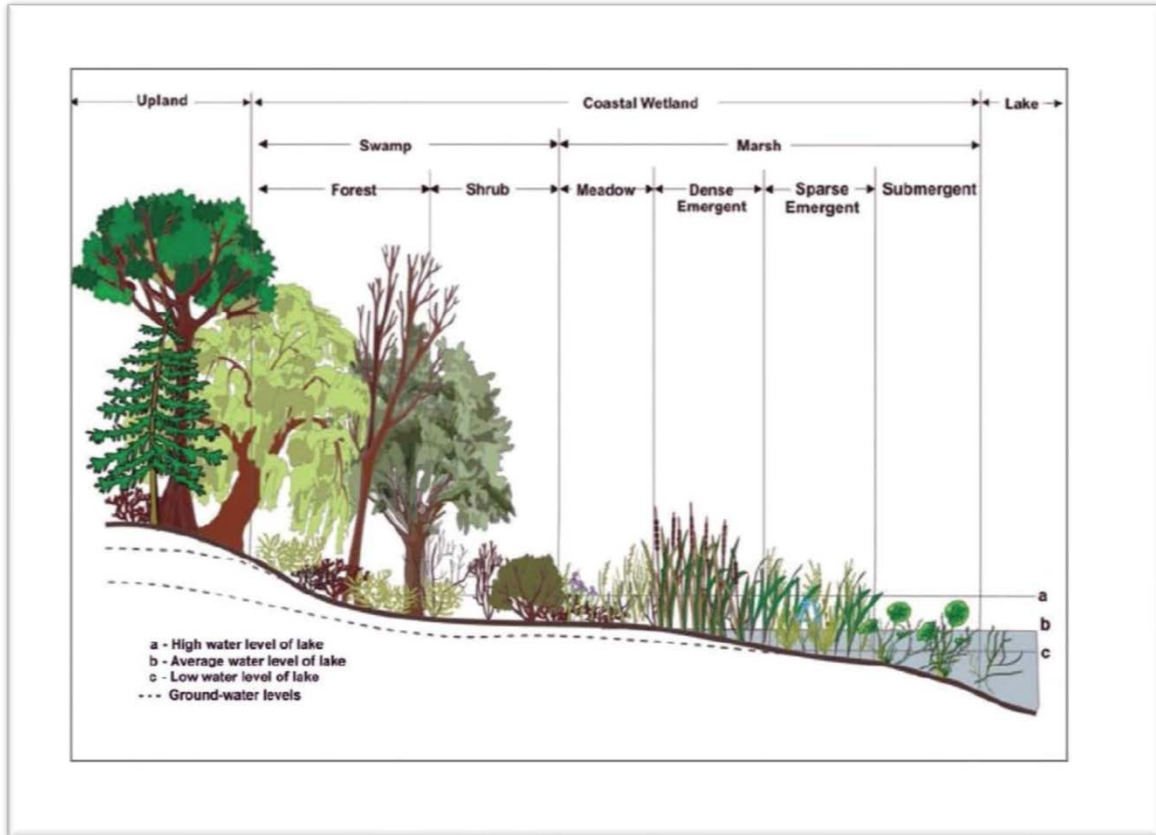 Upland
Coastal Wetland
Lake
Swamp
Marsh
Forest
Shrub
Meadow
Dense
Emergent
Sparse
Emergent
Submergent
a
b
c
a - High water level of lake
b - Average water level of lake
c - Low water level of lake
--- Ground-water levels